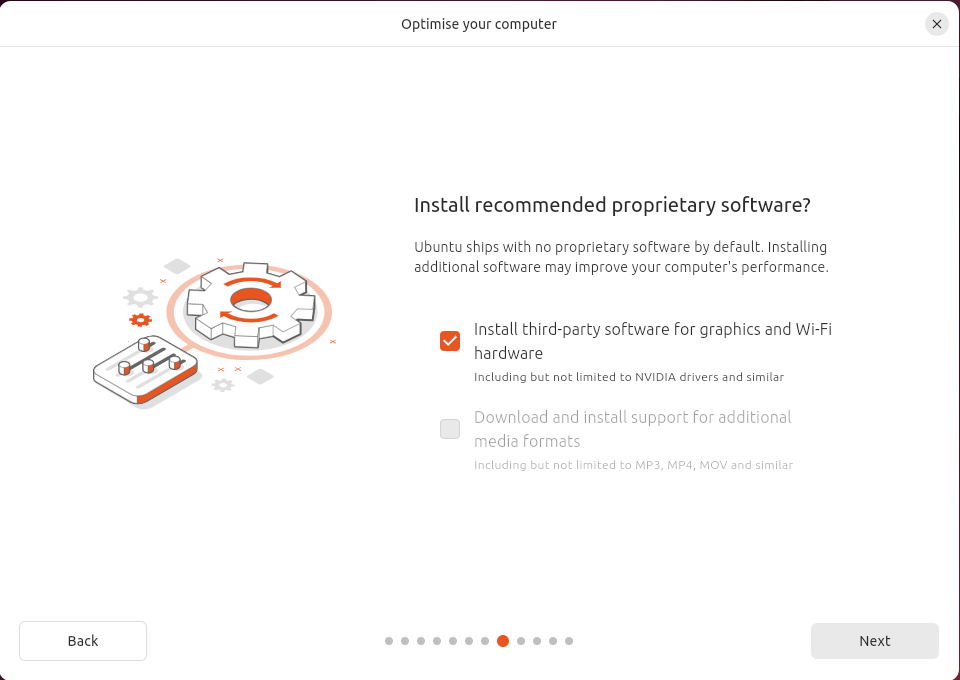 Optimise your computer
Install recommended proprietary software?
Ubuntu ships with no proprietary software by default. Installing
additional software may improve your computer's performance.
Install third-party software for graphics and Wi-Fi
hardware
Including but not limited to NVIDIA drivers and similar
Download and install support for additional
media formats
Including but not limited to MP3, MP4, MOV and similar
Back
Next